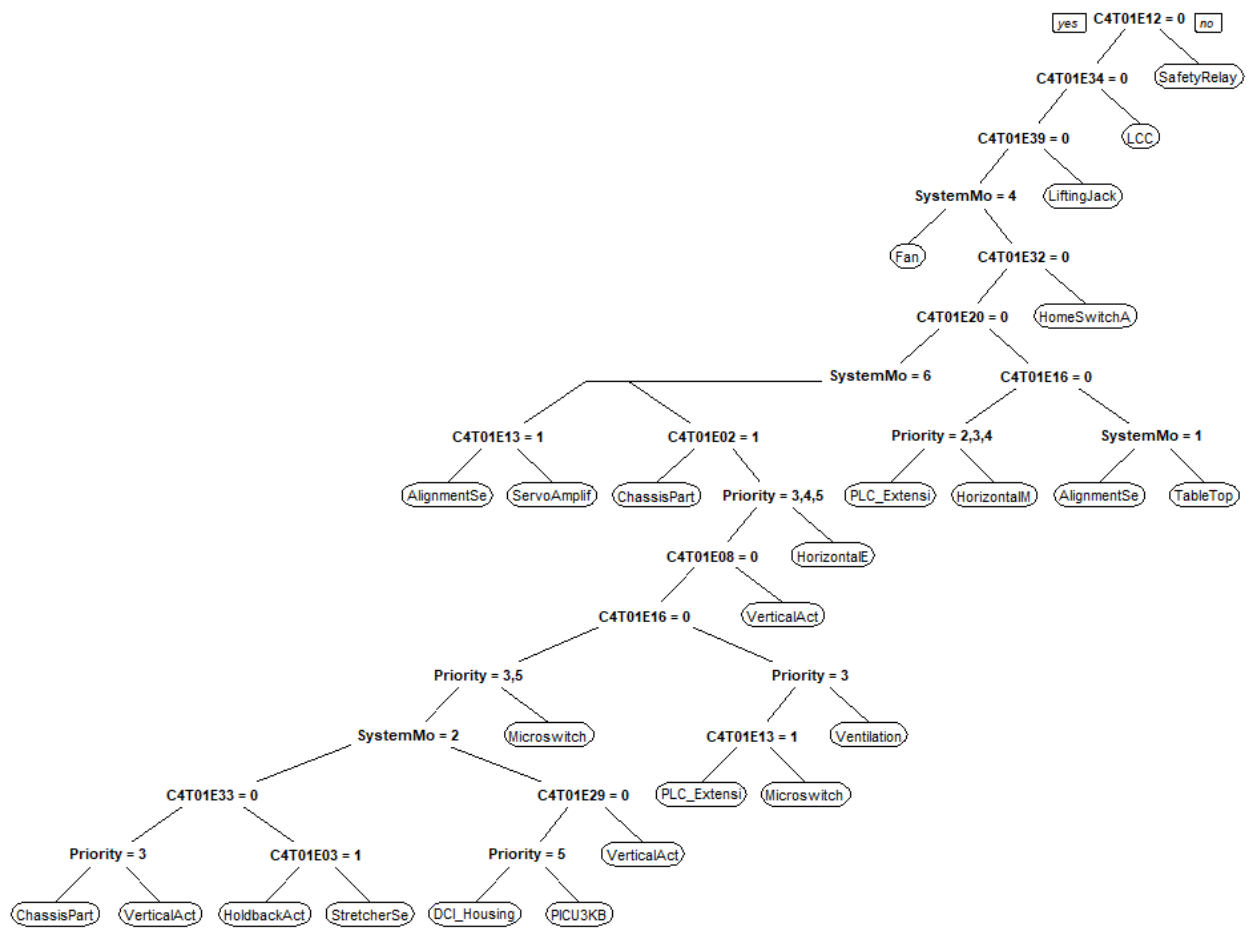 yes C4T01E12 = 0 no
C4T01E34 = 0 SafetyRelay
C4T01E39 = 0 LCC
SystemMo = 4 LiftingJack
Fan C4T01E32 = 0
C4T01E20 = 0 HomeSwitchA
SystemMo = 6 C4T01E16 = 0
C4T01E13 = 1 C4T01E02 = 1 Priority = 2,3,4 SystemMo = 1
AlignmentSe ServoAmplif ChassisPart Priority = 3,4,5 PLC_Extensi HorizontalM AlignmentSe TableTop
C4T01E08 = 0 HorizontalE
C4T01E16 = 0 VerticalAct
Priority = 3,5 Priority = 3
SystemMo = 2 Microswitch C4T01E13 = 1 Ventilation
C4T01E33 = 0 C4T01E29 = 0 PLC_Extensi Microswitch
Priority = 3 C4T01E03 = 1 Priority = 5 VerticalAct
ChassisPart VerticalAct HoldbackAct StretcherSe DCI_Housing PICU3KB